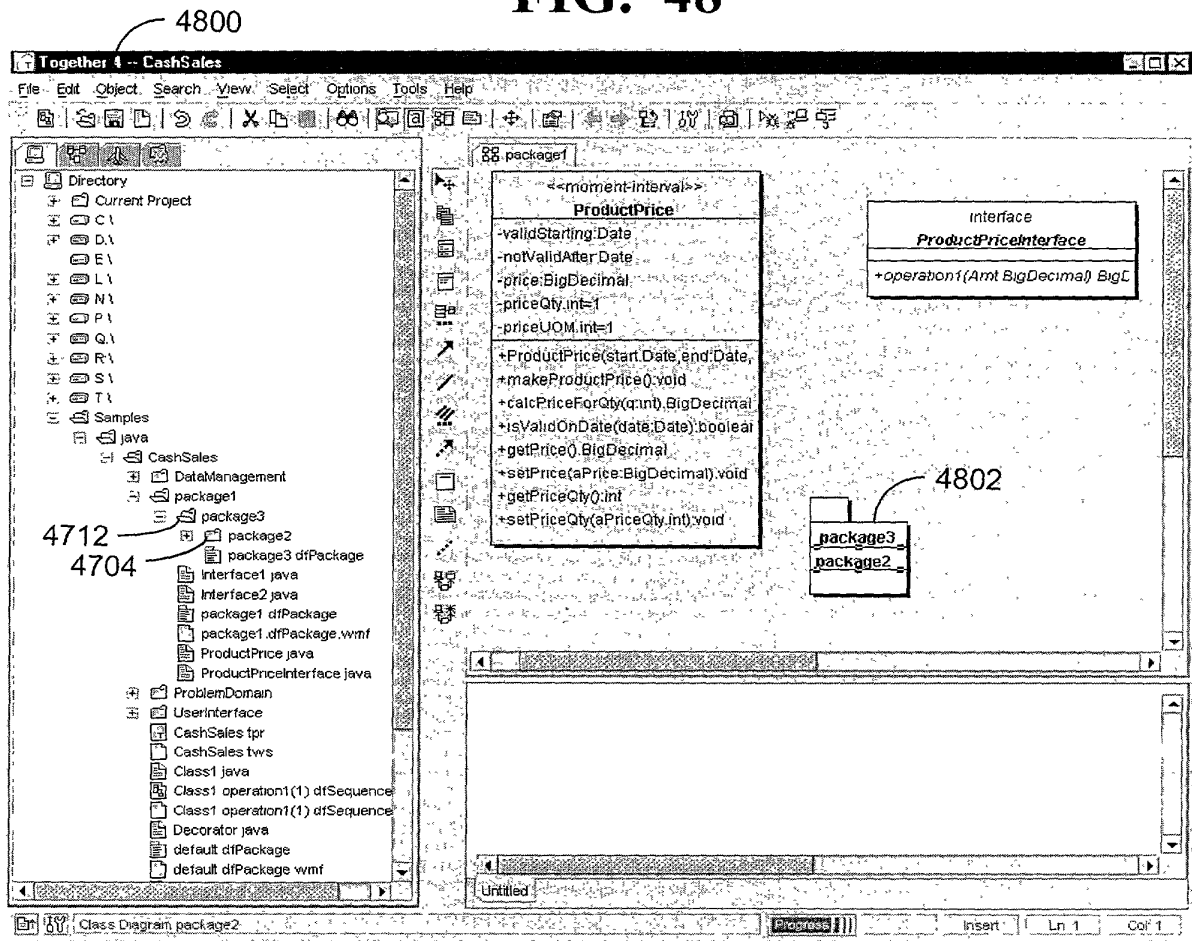 FIG. 48
4800
Together 4 -- CashSales
File Edit Object Search View Select Options Tools Help
Directory
Current Project
C:\
D:\
E:\
L:\
N:\
P:\
Q:\
R:\
S:\
T:\
Samples
java
CashSales
DataManagement
package1
4712
package3
4704
package2
package3 dfPackage
Interface1 java
Interface2 java
package1 dfPackage
package1.dfPackage.wmf
ProductPrice java
ProductPriceInterface java
ProblemDomain
UserInterface
CashSales tpr
CashSales tws
Class1 java
Class1 operation1(1) dfSequence
Class1 operation1(1) dfSequence
Decorator java
default dfPackage
default dfPackage wmf
package1
<<moment-interval>>
ProductPrice
-validStarting:Date
-notValidAfter:Date
-price:BigDecimal
-priceQty.int=1
-priceUOM.int=1
+ProductPrice(start.Date,end:Date,
+makeProductPrice():void
+calcPriceForQty(q:int).BigDecimal
+isValidOnDate(date:Date):boolear
+getPrice().BigDecimal
+setPrice(aPrice:BigDecimal).void
+getPriceQty():int
+setPriceQty(aPriceQty.int):void
interface
ProductPriceInterface
+operation1(Amt BigDecimal) BigD
4802
package3
package2
Untitled
Class Diagram package2
Progress
Insert
Ln 1
Col 1